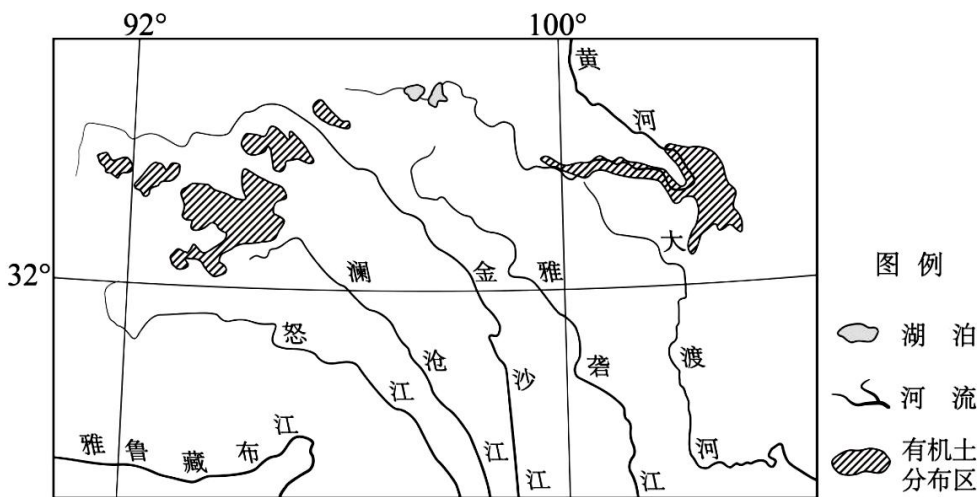 92°
100°
32°
黄河
大渡河
澜沧江
金沙江
雅砻江
怒江
雅鲁藏布江
图例
湖泊
河流
有机土
分布区